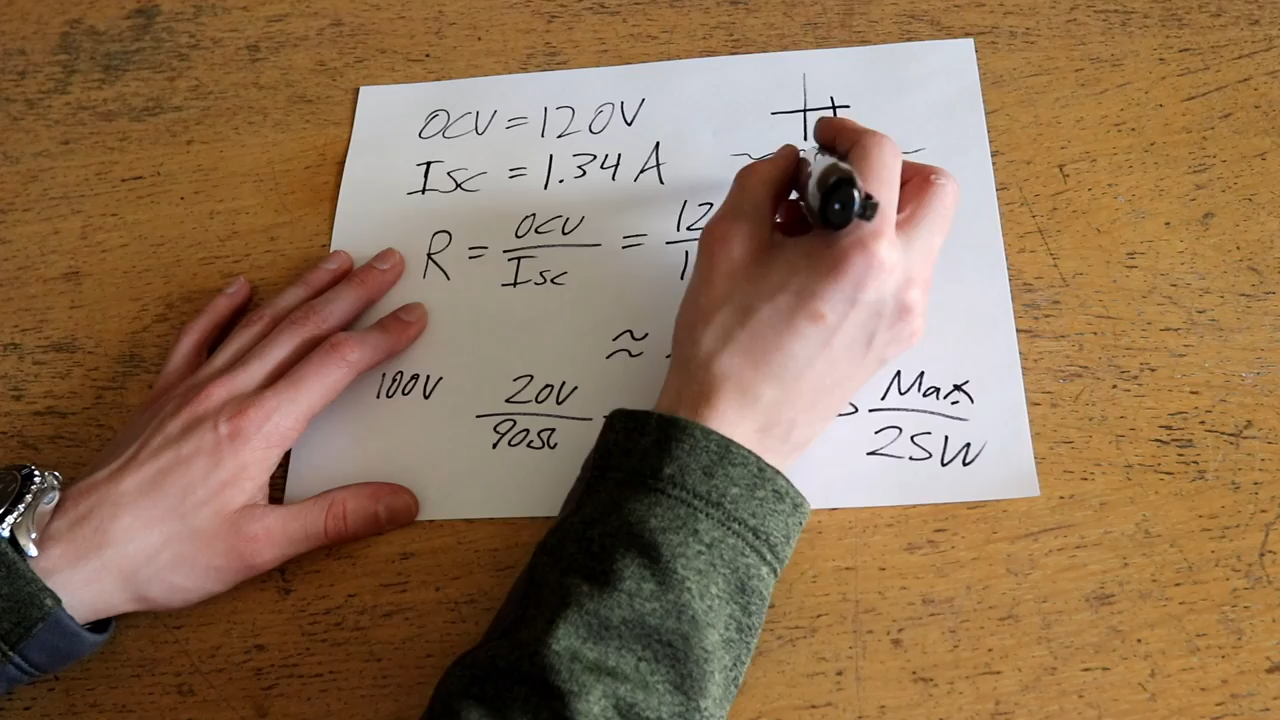 OCV = 120V
Isc = 1.34 A
R = OCV / Isc =
≈
100V 20V / 90Ω
Max / 25W